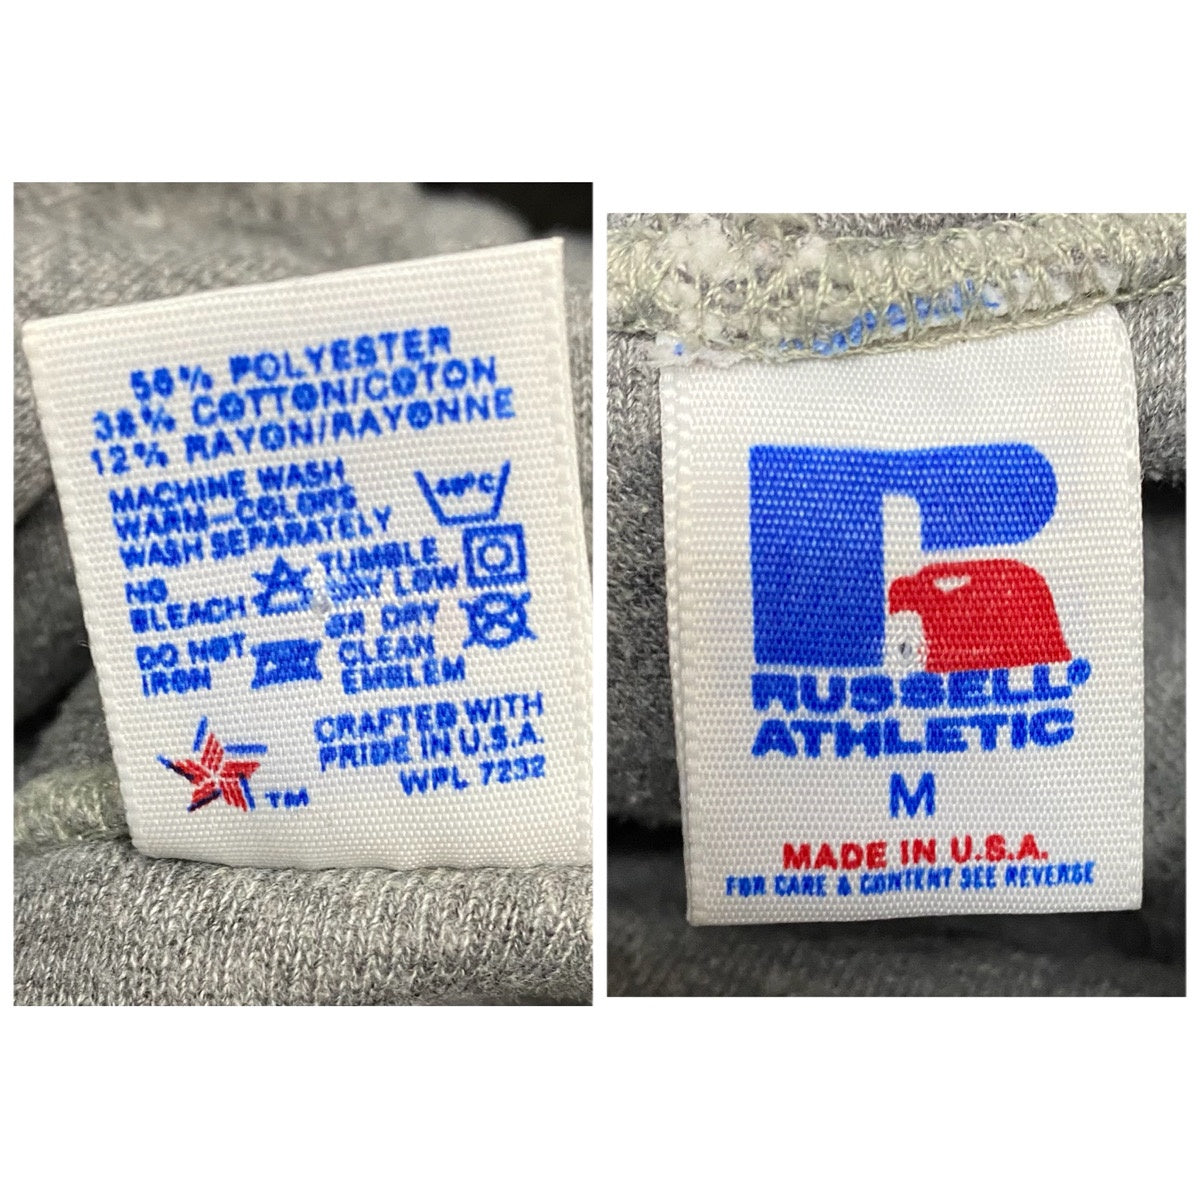 50% POLYESTER
38% COTTON/COTON
12% RAYON/RAYONNE
MACHINE WASH
WARM—COLORS
WASH SEPARATELY
40°C
NO
BLEACH
TUMBLE
DRY LOW
DO NOT
IRON
OR DRY
CLEAN
EMBLEM
CRAFTED WITH
PRIDE IN U.S.A.
WPL 7232
TM
R
RUSSELL®
ATHLETIC
M
MADE IN U.S.A.
FOR CARE & CONTENT SEE REVERSE